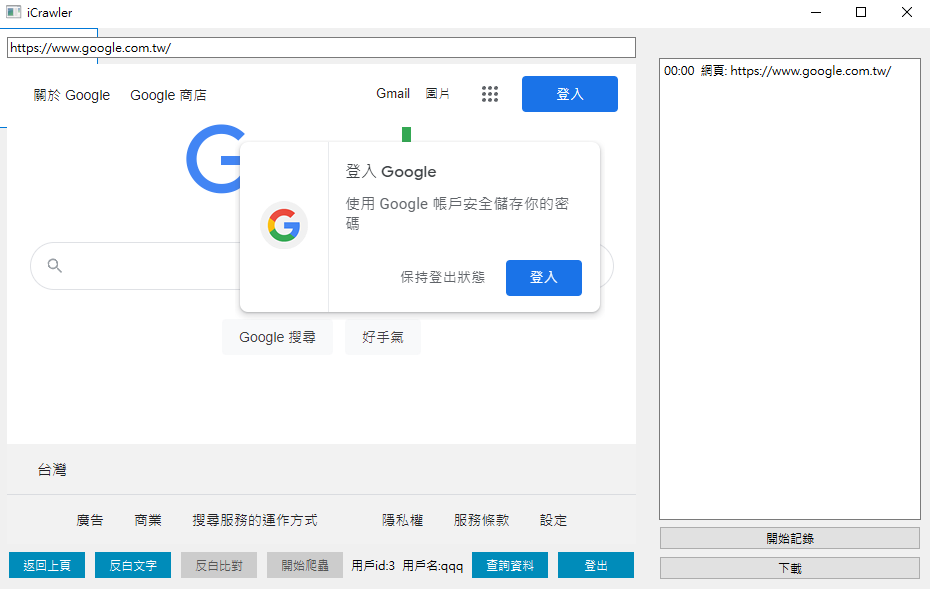 iCrawler
https://www.google.com.tw/
00:00 網頁: https://www.google.com.tw/
關於 Google Google 商店 Gmail 圖片 登入
登入 Google
使用 Google 帳戶安全儲存你的密
碼
保持登出狀態 登入
Google 搜尋 好手氣
台灣
廣告 商業 搜尋服務的運作方式 隱私權 服務條款 設定
開始記錄
返回上頁 反白文字 反白比對 開始爬蟲 用戶id:3 用戶名:qqq 查詢資料 登出
下載